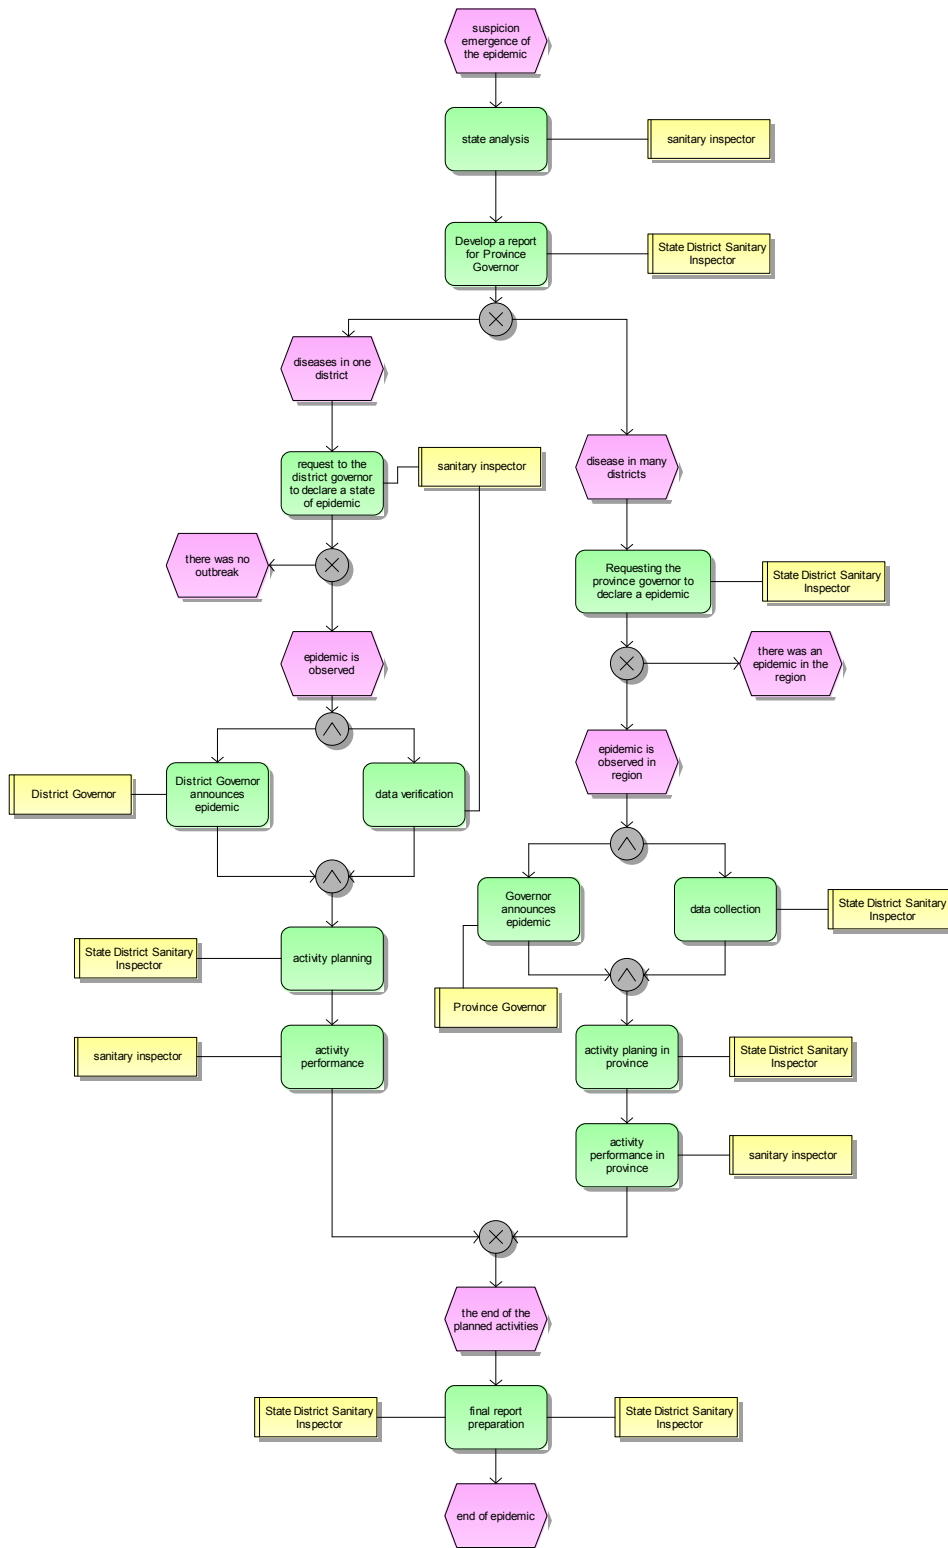 suspicion
emergence of
the epidemic
state analysis
sanitary inspector
Develop a report
for Province
Governor
State District Sanitary
Inspector
diseases in one
district
disease in many
districts
request to the
district governor
to declare a state
of epidemic
sanitary inspector
there was no
outbreak
Requesting the
province governor to
declare a epidemic
State District Sanitary
Inspector
epidemic is
observed
there was an
epidemic in the
region
epidemic is
observed in
region
District Governor
District Governor
announces
epidemic
data verification
Governor
announces
epidemic
data collection
State District Sanitary
Inspector
State District Sanitary
Inspector
activity planning
Province Governor
sanitary inspector
activity
performance
activity planing in
province
State District Sanitary
Inspector
activity
performance in
province
sanitary inspector
the end of the
planned activities
State District Sanitary
Inspector
final report
preparation
State District Sanitary
Inspector
end of epidemic